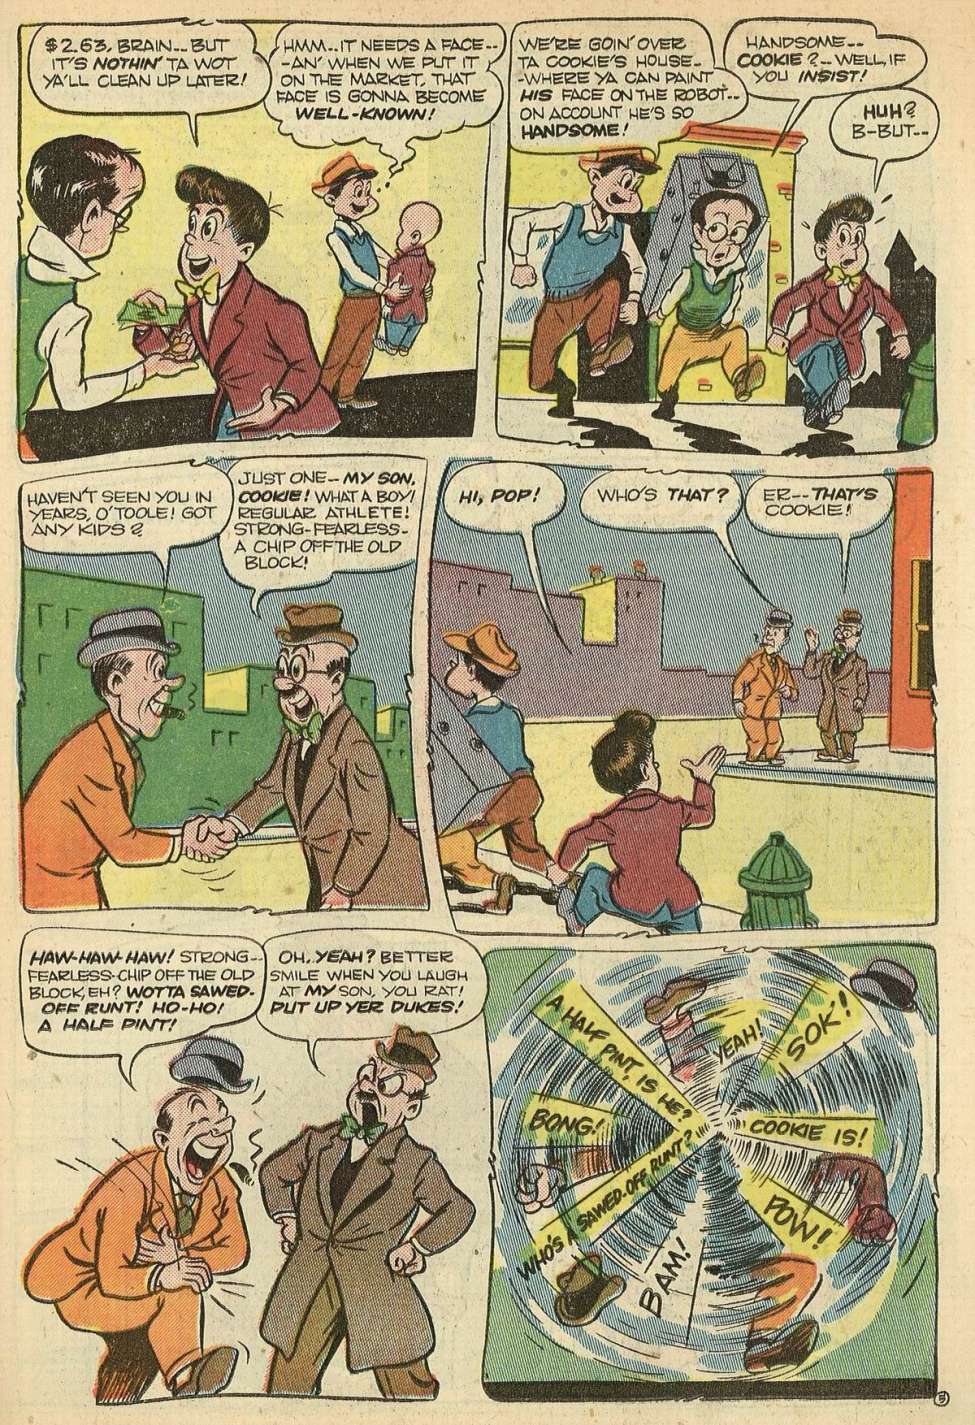 $2.63, BRAIN--BUT
IT'S NOTHIN' TA WOT
YA'LL CLEAN UP LATER!
HMM--IT NEEDS A FACE--
-AN' WHEN WE PUT IT
ON THE MARKET, THAT
FACE IS GONNA BECOME
WELL-KNOWN!
WE'RE GOIN' OVER
TA COOKIE'S HOUSE--
-WHERE YA CAN PAINT
HIS FACE ON THE ROBOT--
ON ACCOUNT HE'S SO
HANDSOME!
HANDSOME--
COOKIE?--WELL, IF
YOU INSIST!
HUH?
B-BUT--
HAVEN'T SEEN YOU IN
YEARS, O'TOOLE! GOT
ANY KIDS?
JUST ONE--MY SON,
COOKIE! WHAT A BOY!
REGULAR ATHLETE!
STRONG-FEARLESS-
A CHIP OFF THE OLD
BLOCK!
HI, POP!
WHO'S THAT?
ER--THAT'S
COOKIE!
HAW-HAW-HAW! STRONG--
FEARLESS-CHIP OFF THE OLD
BLOCK, EH? WOTTA SAWED-
OFF RUNT! HO-HO!
A HALF PINT!
OH, YEAH? BETTER
SMILE WHEN YOU LAUGH
AT MY SON, YOU RAT!
PUT UP YER DUKES!
A HALF PINT, IS HE?
YEAH!
SOK!
BONG!
COOKIE IS!
WHO'S A SAWED-OFF RUNT?
POW!
BAM!
5